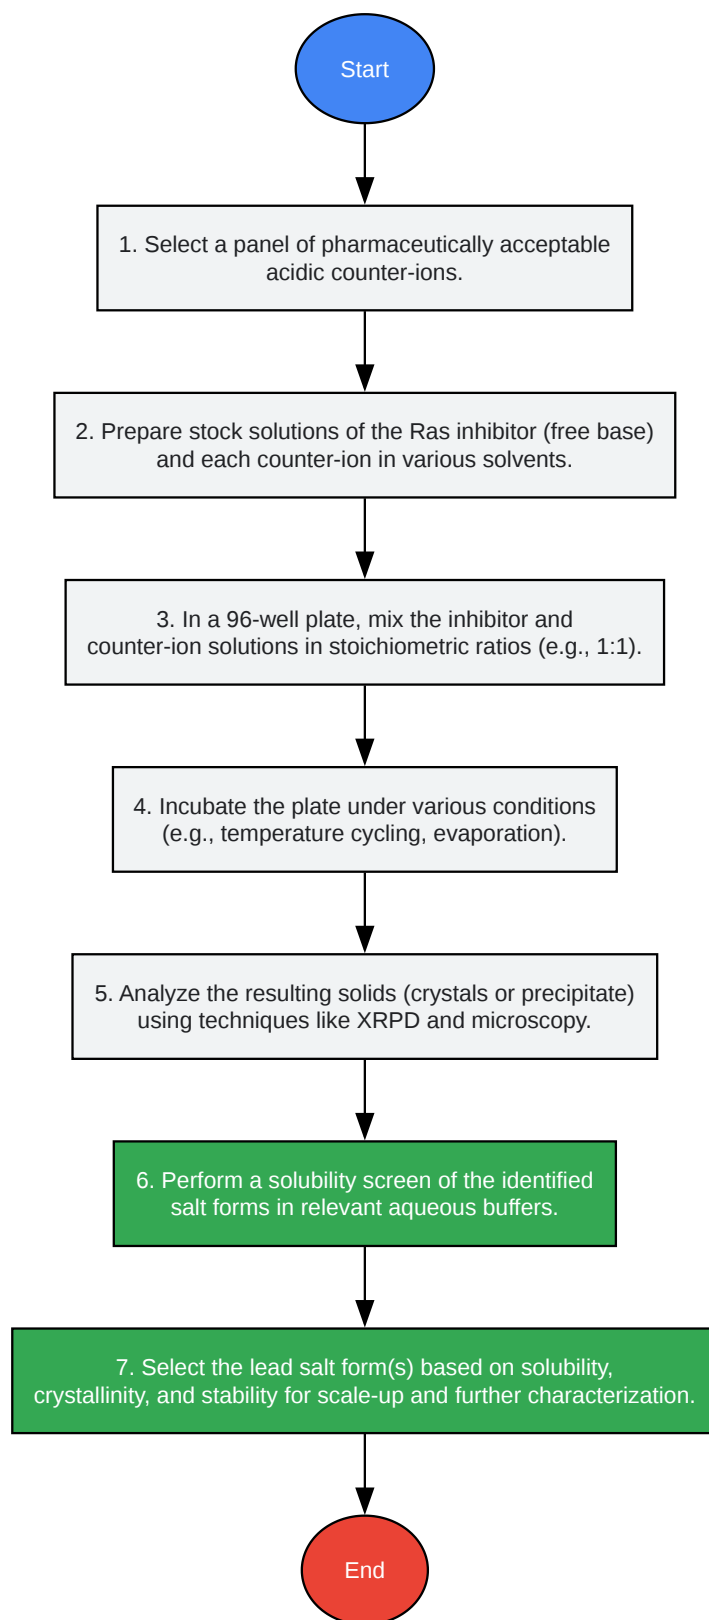 Start
1. Select a panel of pharmaceutically acceptable
acidic counter-ions.
2. Prepare stock solutions of the Ras inhibitor (free base)
and each counter-ion in various solvents.
3. In a 96-well plate, mix the inhibitor and
counter-ion solutions in stoichiometric ratios (e.g., 1:1).
4. Incubate the plate under various conditions
(e.g., temperature cycling, evaporation).
5. Analyze the resulting solids (crystals or precipitate)
using techniques like XRPD and microscopy.
6. Perform a solubility screen of the identified
salt forms in relevant aqueous buffers.
7. Select the lead salt form(s) based on solubility,
crystallinity, and stability for scale-up and further characterization.
End